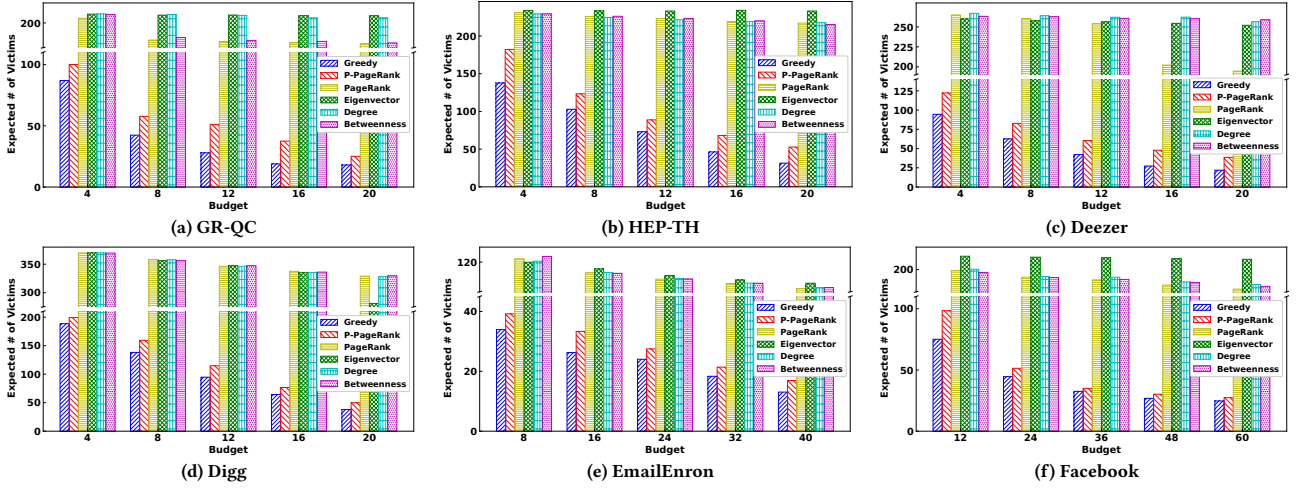 Expected # of Victims
200
100
50
0
Greedy
P-PageRank
PageRank
Eigenvector
Degree
Betweenness
4 8 12 16 20
Budget
(a) GR-QC
Expected # of Victims
200
150
100
50
0
Greedy
P-PageRank
PageRank
Eigenvector
Degree
Betweenness
4 8 12 16 20
Budget
(b) HEP-TH
Expected # of Victims
250
225
200
125
100
75
50
25
0
Greedy
P-PageRank
PageRank
Eigenvector
Degree
Betweenness
4 8 12 16 20
Budget
(c) Deezer
Expected # of Victims
350
300
200
150
100
50
0
Greedy
P-PageRank
PageRank
Eigenvector
Degree
Betweenness
4 8 12 16 20
Budget
(d) Digg
Expected # of Victims
120
40
20
0
Greedy
P-PageRank
PageRank
Eigenvector
Degree
Betweenness
8 16 24 32 40
Budget
(e) EmailEnron
Expected # of Victims
200
100
50
0
Greedy
P-PageRank
PageRank
Eigenvector
Degree
Betweenness
12 24 36 48 60
Budget
(f) Facebook